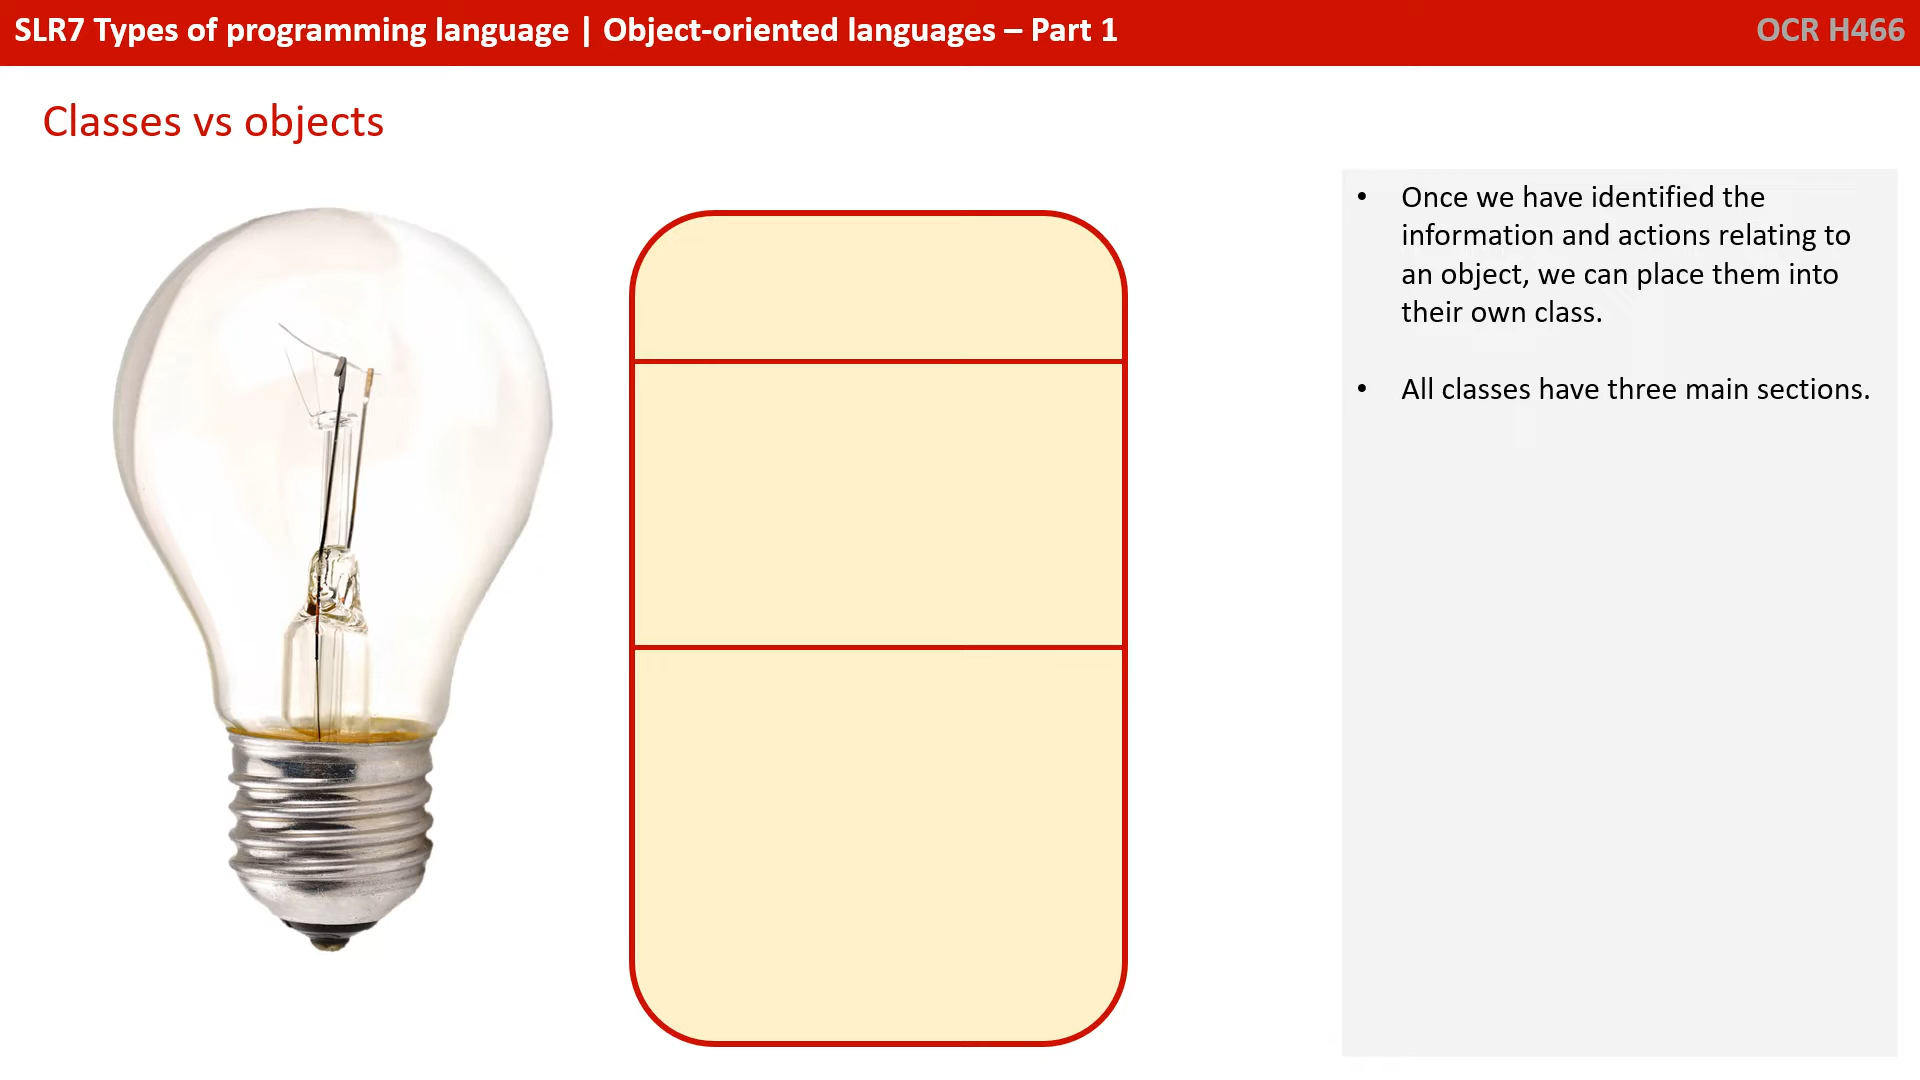 SLR7 Types of programming language | Object-oriented languages – Part 1
OCR H466
Classes vs objects
• Once we have identified the
information and actions relating to
an object, we can place them into
their own class.
• All classes have three main sections.